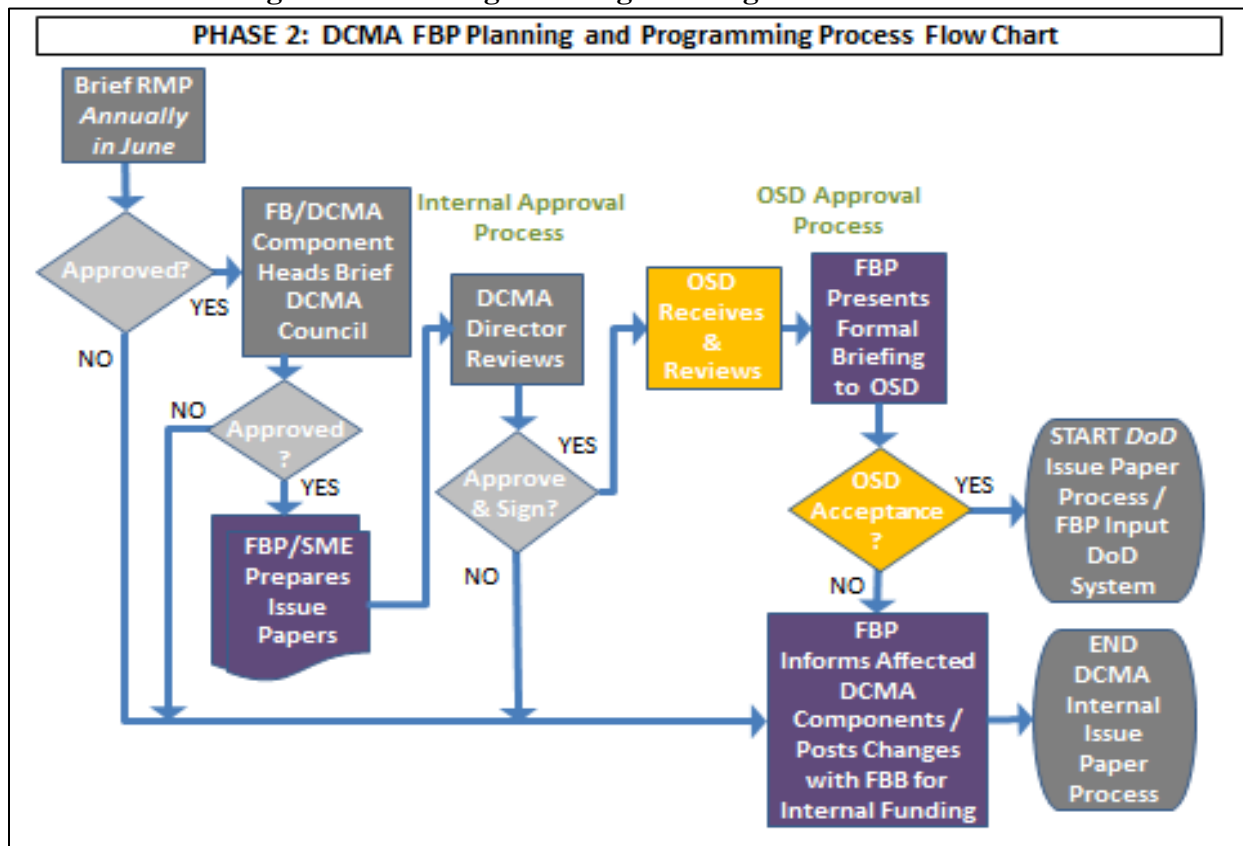 PHASE 2: DCMA FBP Planning and Programming Process Flow Chart
Brief RMP
Annually
in June
Approved?
YES
NO
FB/DCMA
Component
Heads Brief
DCMA
Council
Approved
?
NO
YES
FBP/SME
Prepares
Issue
Papers
Internal Approval
Process
DCMA
Director
Reviews
Approve
& Sign?
YES
NO
OSD Approval
Process
OSD
Receives
&
Reviews
FBP
Presents
Formal
Briefing
to OSD
OSD
Acceptance
?
YES
NO
START DoD
Issue Paper
Process /
FBP Input
DoD
System
FBP
Informs Affected
DCMA
Components /
Posts Changes
with FBB for
Internal Funding
END
DCMA
Internal
Issue
Paper
Process